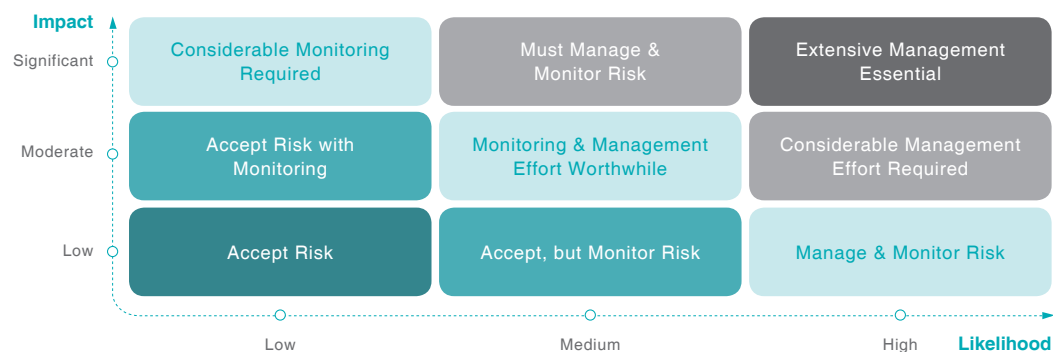 Impact
Significant
Considerable Monitoring
Required
Must Manage &
Monitor Risk
Extensive Management
Essential
Moderate
Accept Risk with
Monitoring
Monitoring & Management
Effort Worthwhile
Considerable Management
Effort Required
Low
Accept Risk
Accept, but Monitor Risk
Manage & Monitor Risk
Low
Medium
High
Likelihood